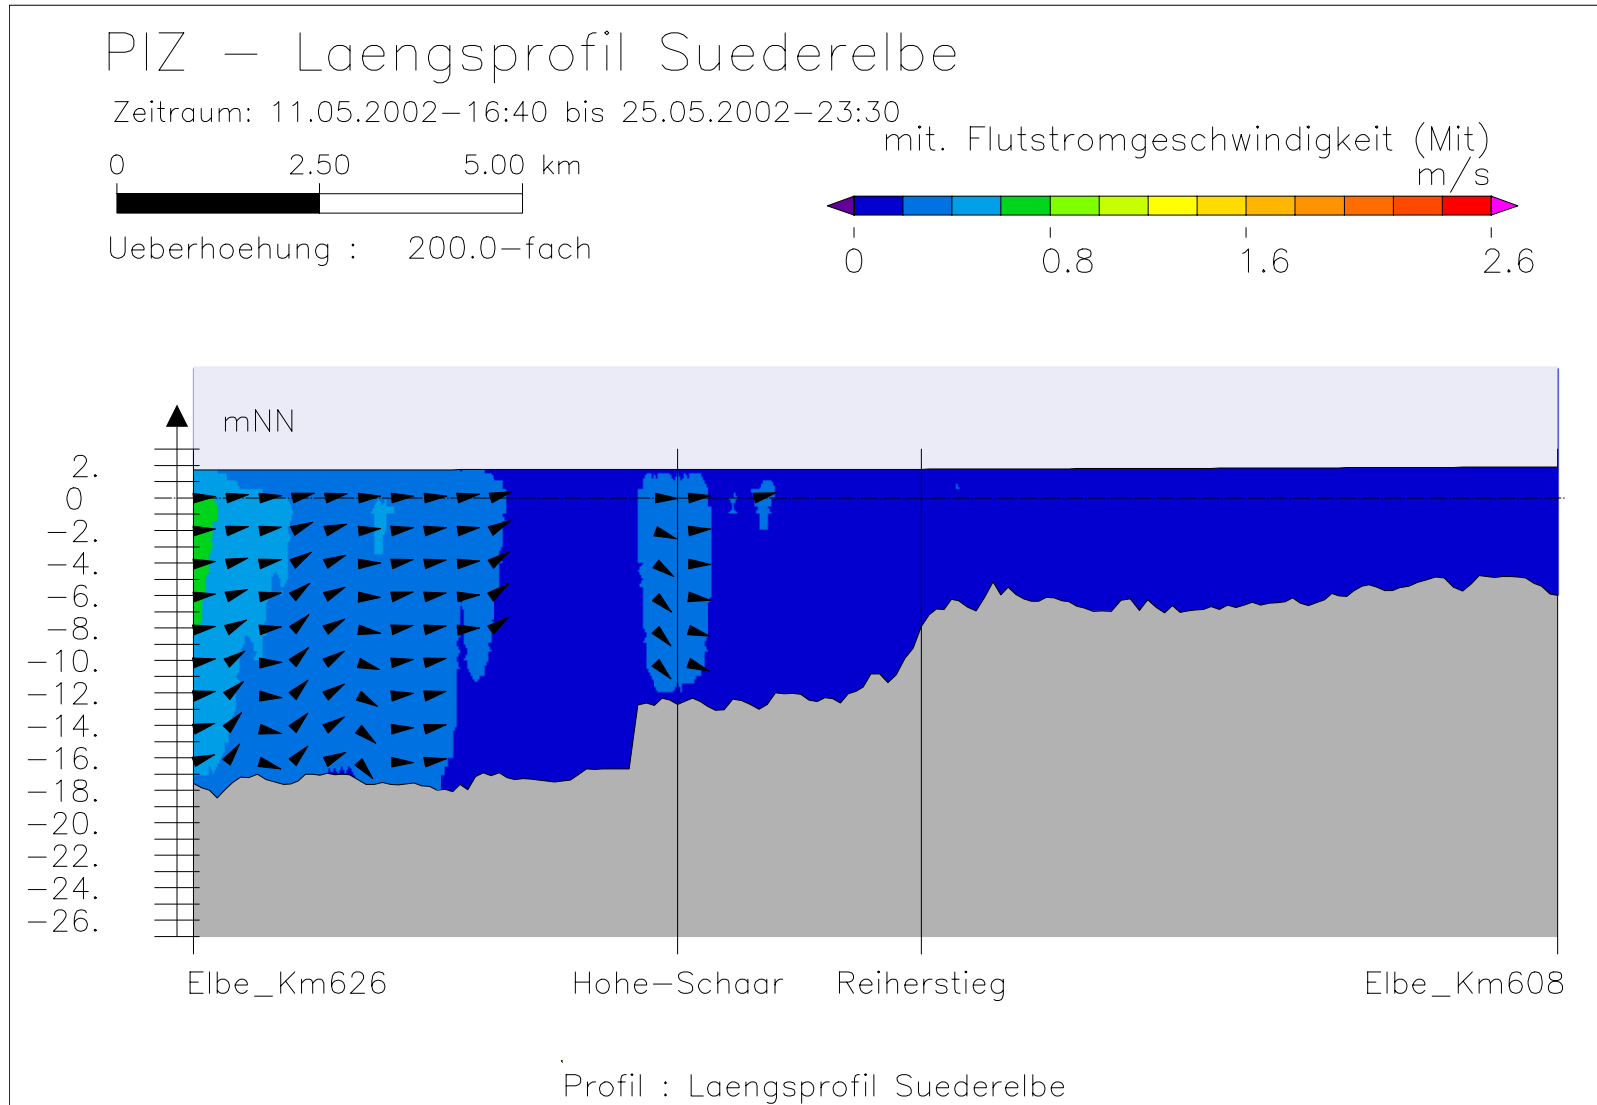 PIZ – Laengsprofil Suederelbe
Zeitraum: 11.05.2002–16:40 bis 25.05.2002–23:30
mit. Flutstromgeschwindigkeit (Mit)
m/s
0 2.50 5.00 km
Ueberhoehung : 200.0–fach
0 0.8 1.6 2.6
mNN
2.
0
–2.
–4.
–6.
–8.
–10.
–12.
–14.
–16.
–18.
–20.
–22.
–24.
–26.
Elbe_Km626 Hohe–Schaar Reiherstieg Elbe_Km608
Profil : Laengsprofil Suederelbe